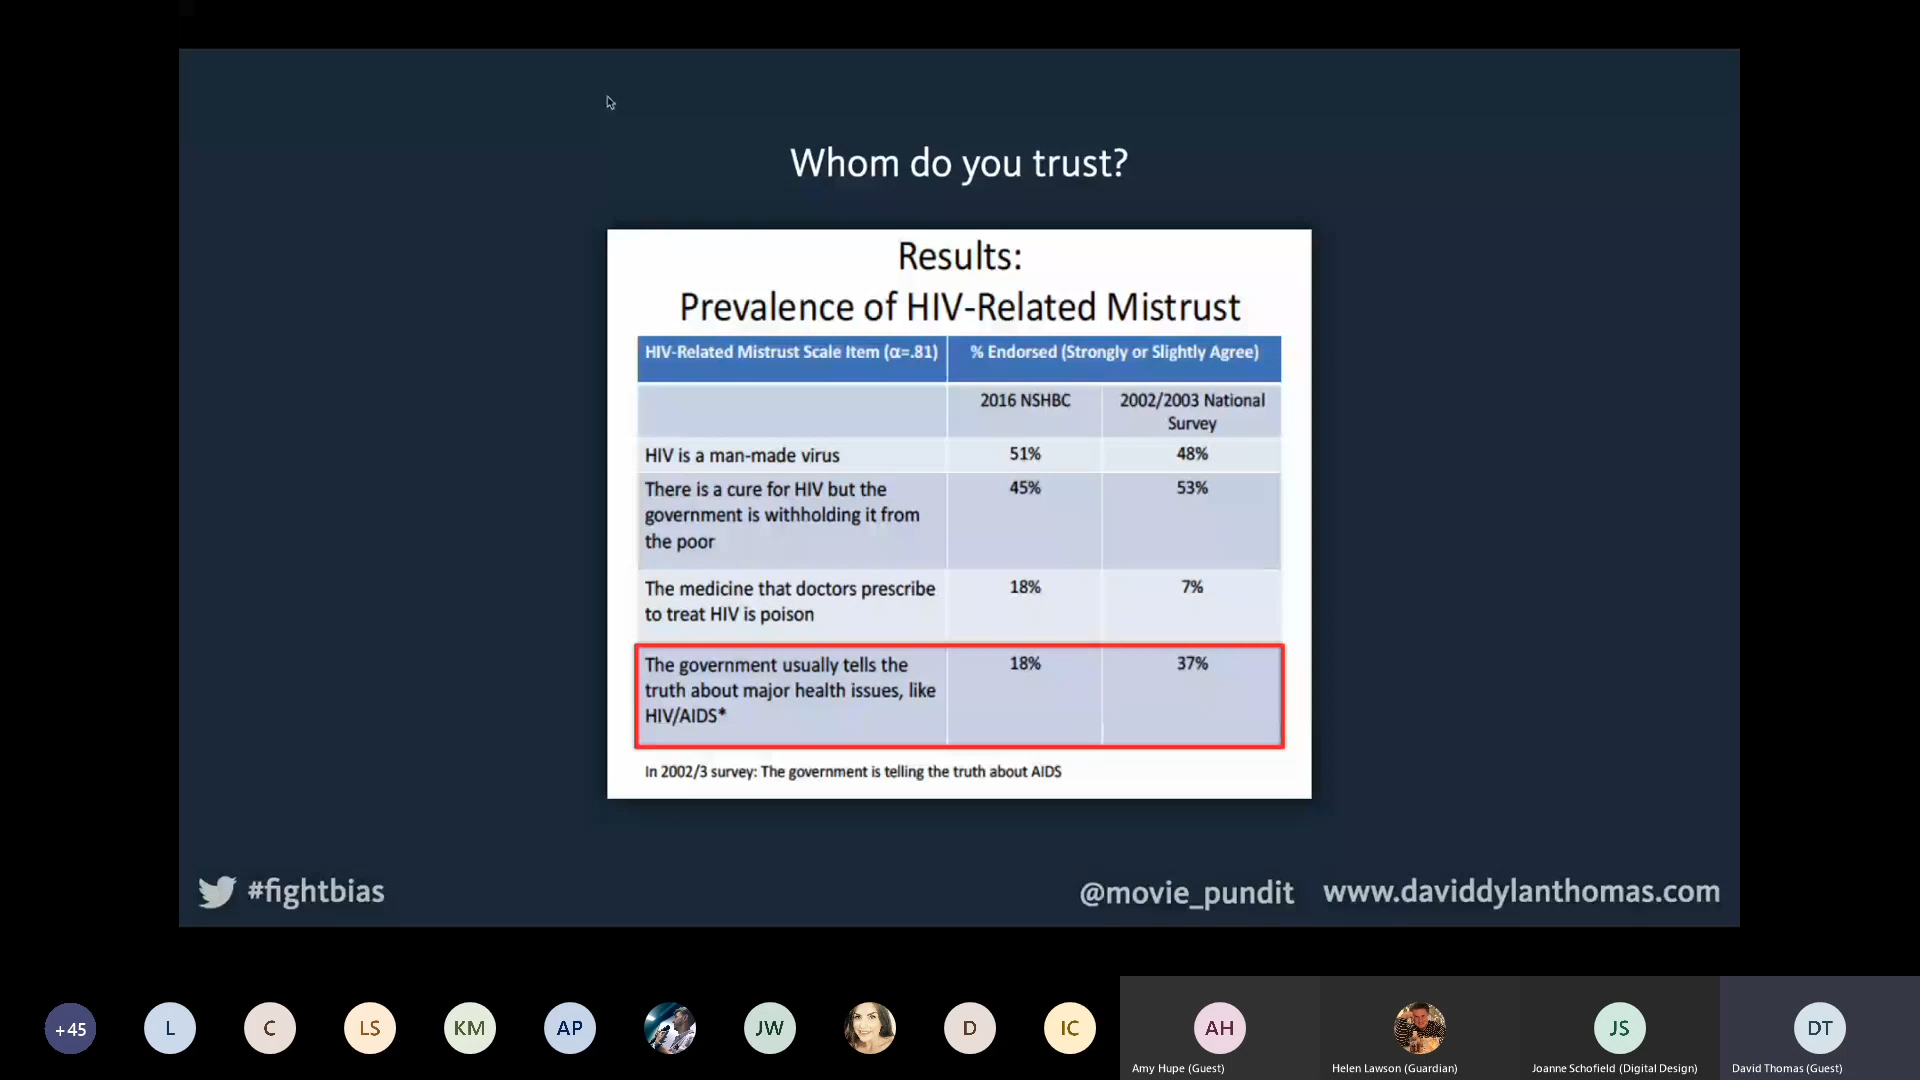 Whom do you trust?
Results:
Prevalence of HIV-Related Mistrust
HIV-Related Mistrust Scale Item (α=.81) % Endorsed (Strongly or Slightly Agree)
2016 NSHBC 2002/2003 National
Survey
HIV is a man-made virus 51% 48%
There is a cure for HIV but the 45% 53%
government is withholding it from
the poor
The medicine that doctors prescribe 18% 7%
to treat HIV is poison
The government usually tells the 18% 37%
truth about major health issues, like
HIV/AIDS*
In 2002/3 survey: The government is telling the truth about AIDS
#fightbias @movie_pundit www.daviddylanthomas.com
+45 L C LS KM AP JW D IC AH JS DT
Amy Hupe (Guest) Helen Lawson (Guardian) Joanne Schofield (Digital Design) David Thomas (Guest)